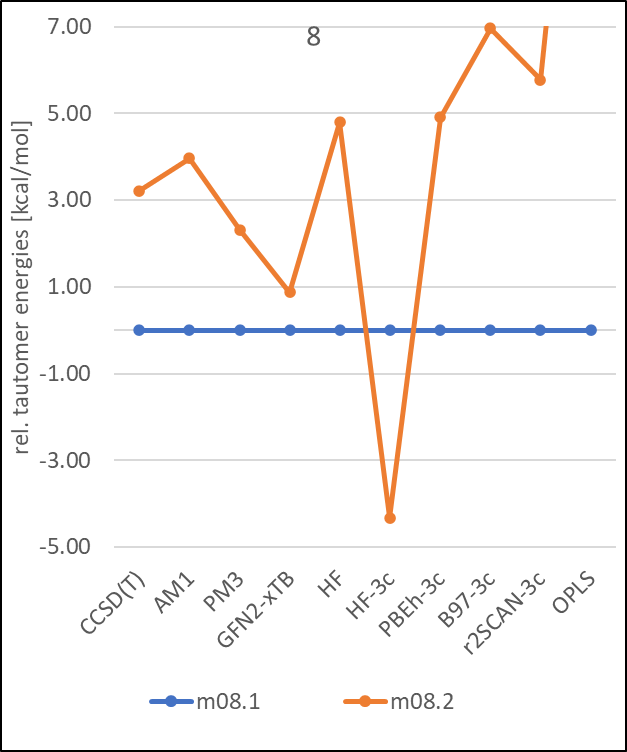 8
rel. tautomer energies [kcal/mol]
7.00
5.00
3.00
1.00
-1.00
-3.00
-5.00
CCSD(T)
AM1
PM3
GFN2-xTB
HF
HF-3c
PBEh-3c
B97-3c
r2SCAN-3c
OPLS
m08.1
m08.2